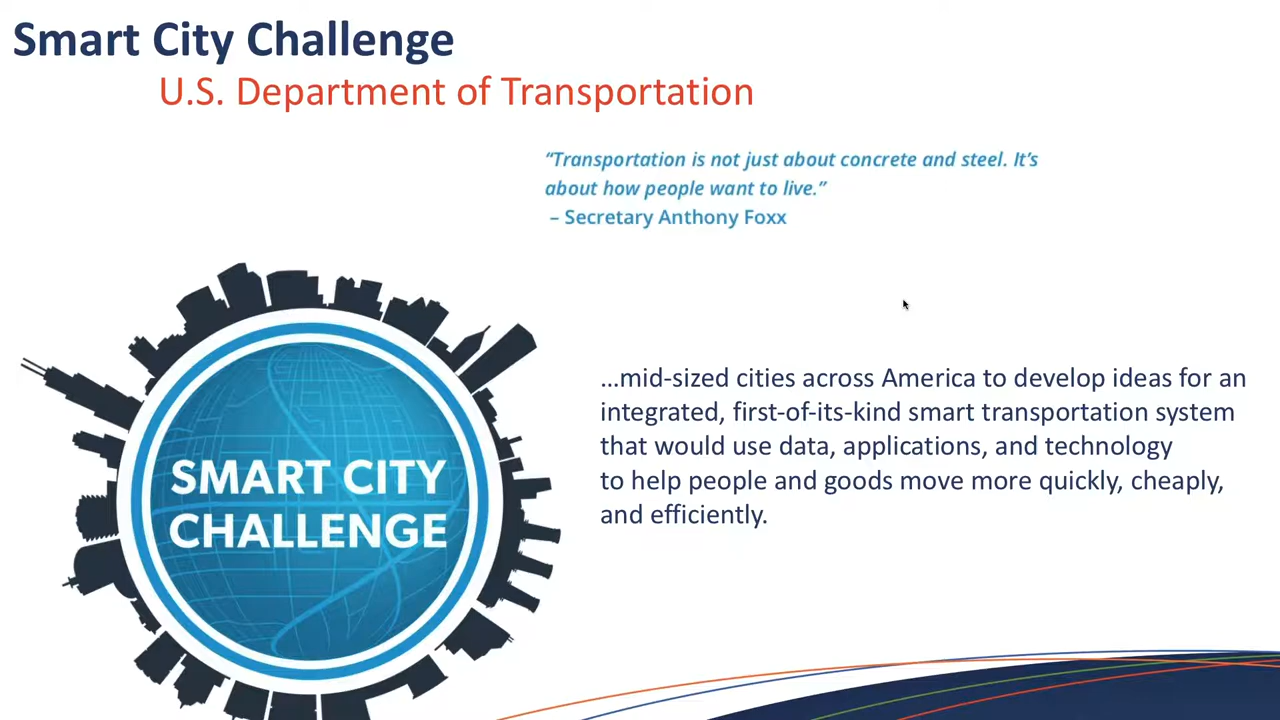 Smart City Challenge
U.S. Department of Transportation
“Transportation is not just about concrete and steel. It’s
about how people want to live.”
– Secretary Anthony Foxx
...mid-sized cities across America to develop ideas for an
integrated, first-of-its-kind smart transportation system
that would use data, applications, and technology
to help people and goods move more quickly, cheaply,
and efficiently.
SMART CITY
CHALLENGE